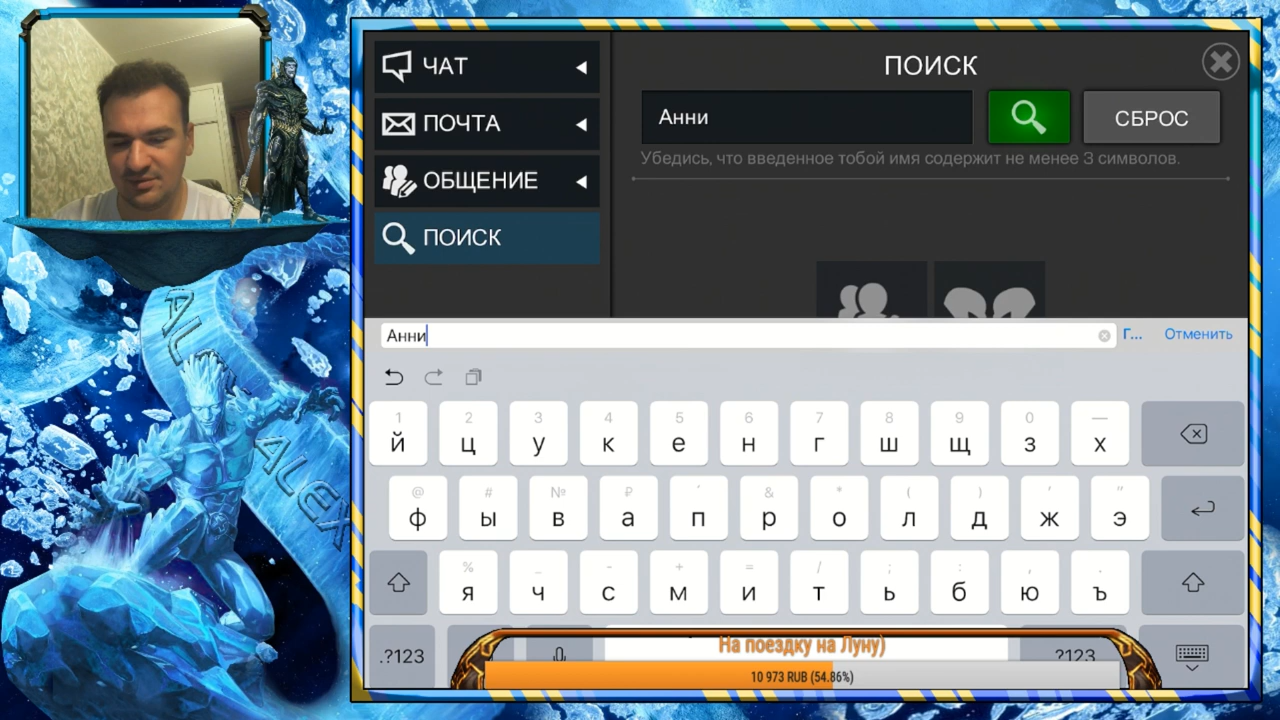 ЧАТ
ПОЧТА
ОБЩЕНИЕ
ПОИСК
ПОИСК
Анни
СБРОС
Убедись, что введенное тобой имя содержит не менее 3 символов.
Анни
Г...
Отменить
1 2 3 4 5 6 7 8 9 0 —
й ц у к е н г ш щ з х
@ # № ₽ ' & * ( ) ' "
ф ы в а п р о л д ж э
% _ - + = / ; : , .
я ч с м и т ь б ю ъ
.?123
.?123
На поездку на Луну)
10 973 RUB (54.86%)
ALEX
ALEX